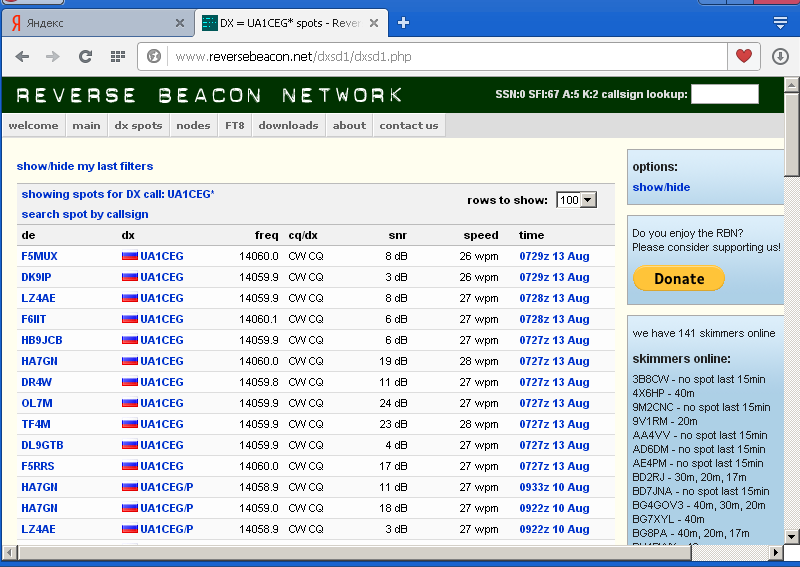 Яндекс
DX = UA1CEG* spots - Reve
www.reversebeacon.net/dxsd1/dxsd1.php
REVERSE BEACON NETWORK
SSN:0 SFI:67 A:5 K:2 callsign lookup:
welcome main dx spots nodes FT8 downloads about contact us
show/hide my last filters
showing spots for DX call: UA1CEG*
search spot by callsign
rows to show: 100
de dx freq cq/dx snr speed time
F5MUX UA1CEG 14060.0 CW CQ 8 dB 26 wpm 0729z 13 Aug
DK9IP UA1CEG 14059.9 CW CQ 3 dB 26 wpm 0729z 13 Aug
LZ4AE UA1CEG 14059.9 CW CQ 8 dB 27 wpm 0728z 13 Aug
F6IIT UA1CEG 14060.1 CW CQ 6 dB 27 wpm 0728z 13 Aug
HB9JCB UA1CEG 14059.9 CW CQ 6 dB 27 wpm 0727z 13 Aug
HA7GN UA1CEG 14060.0 CW CQ 19 dB 28 wpm 0727z 13 Aug
DR4W UA1CEG 14059.8 CW CQ 11 dB 27 wpm 0727z 13 Aug
OL7M UA1CEG 14059.9 CW CQ 24 dB 27 wpm 0727z 13 Aug
TF4M UA1CEG 14059.9 CW CQ 23 dB 28 wpm 0727z 13 Aug
DL9GTB UA1CEG 14059.9 CW CQ 4 dB 27 wpm 0727z 13 Aug
F5RRS UA1CEG 14060.0 CW CQ 17 dB 27 wpm 0727z 13 Aug
HA7GN UA1CEG/P 14058.9 CW CQ 11 dB 27 wpm 0933z 10 Aug
HA7GN UA1CEG/P 14059.0 CW CQ 18 dB 27 wpm 0922z 10 Aug
LZ4AE UA1CEG/P 14058.9 CW CQ 3 dB 27 wpm 0922z 10 Aug
options:
show/hide
Do you enjoy the RBN?
Please consider supporting us!
Donate
we have 141 skimmers online
skimmers online:
3B8CW - no spot last 15min
4X6HP - 40m
9M2CNC - no spot last 15min
9V1RM - 20m
AA4VV - no spot last 15min
AD6DM - no spot last 15min
AE4PM - no spot last 15min
BD2RJ - 30m, 20m, 17m
BD7JNA - no spot last 15min
BG4GOV3 - 40m, 30m, 20m
BG7XYL - 40m
BG8PA - 40m, 20m, 17m